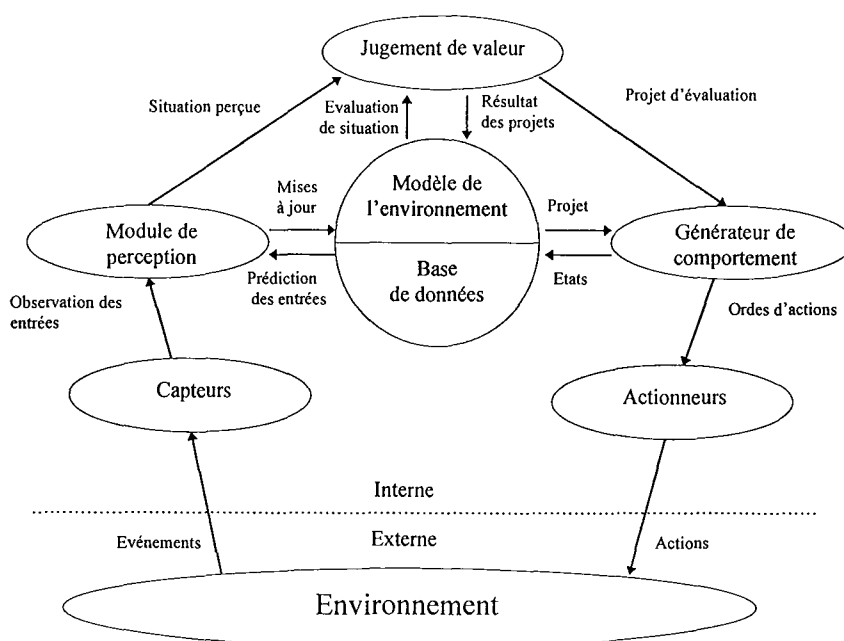 Jugement de valeur
Situation perçue
Evaluation
de situation
Résultat
des projets
Projet d'évaluation
Mises
à jour
Modèle de
l'environnement
Projet
Module de
perception
Générateur de
comportement
Prédiction
des entrées
Base
de données
Etats
Observation des
entrées
Ordes d'actions
Capteurs
Actionneurs
Interne
Externe
Evénements
Actions
Environnement